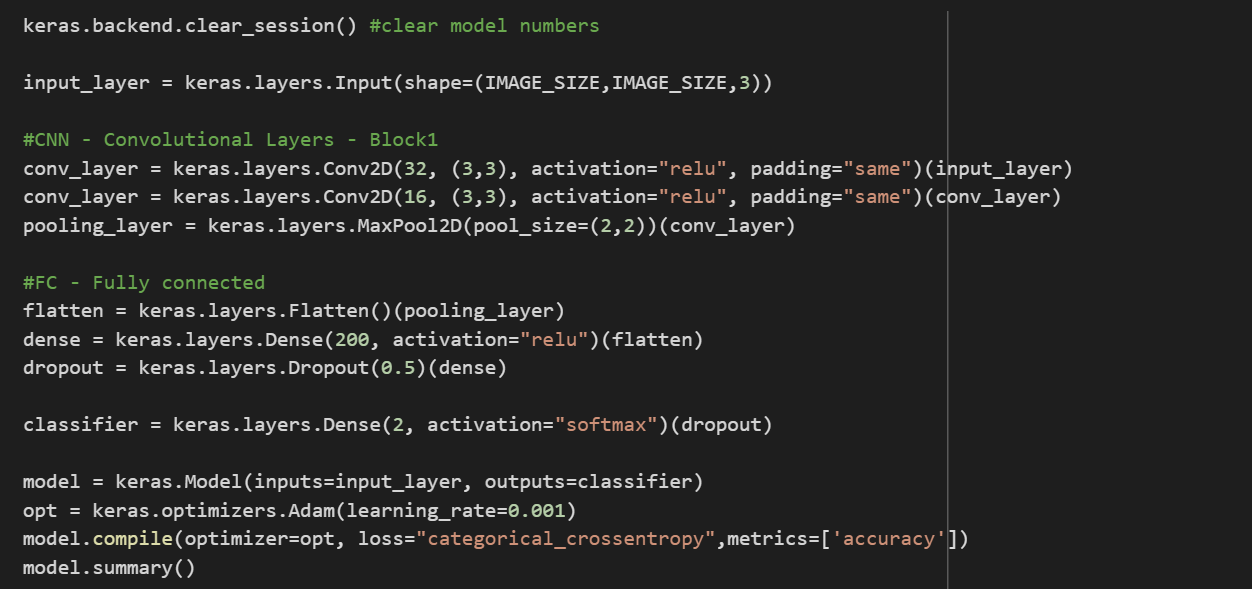 keras.backend.clear_session() #clear model numbers
input_layer = keras.layers.Input(shape=(IMAGE_SIZE,IMAGE_SIZE,3))
#CNN - Convolutional Layers - Block1
conv_layer = keras.layers.Conv2D(32, (3,3), activation="relu", padding="same")(input_layer)
conv_layer = keras.layers.Conv2D(16, (3,3), activation="relu", padding="same")(conv_layer)
pooling_layer = keras.layers.MaxPool2D(pool_size=(2,2))(conv_layer)
#FC - Fully connected
flatten = keras.layers.Flatten()(pooling_layer)
dense = keras.layers.Dense(200, activation="relu")(flatten)
dropout = keras.layers.Dropout(0.5)(dense)
classifier = keras.layers.Dense(2, activation="softmax")(dropout)
model = keras.Model(inputs=input_layer, outputs=classifier)
opt = keras.optimizers.Adam(learning_rate=0.001)
model.compile(optimizer=opt, loss="categorical_crossentropy",metrics=['accuracy'])
model.summary()